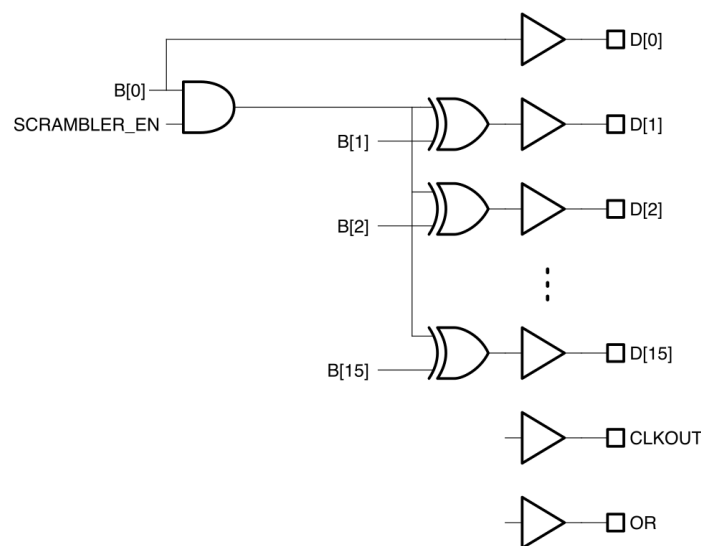 D[0]
B[0]
SCRAMBLER_EN
D[1]
B[1]
D[2]
B[2]
D[15]
B[15]
CLKOUT
OR